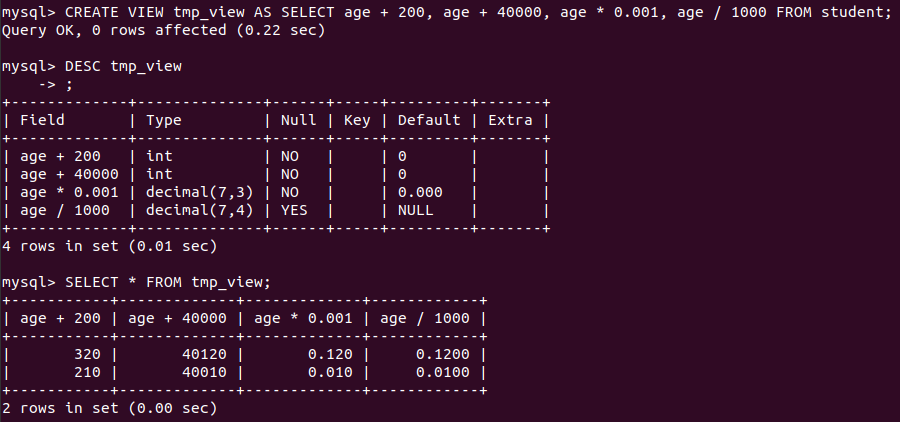 mysql> CREATE VIEW tmp_view AS SELECT age + 200, age + 40000, age * 0.001, age / 1000 FROM student;
Query OK, 0 rows affected (0.22 sec)

mysql> DESC tmp_view
    -> ;
+-------------+--------------+------+-----+---------+-------+
| Field       | Type         | Null | Key | Default | Extra |
+-------------+--------------+------+-----+---------+-------+
| age + 200   | int          | NO   |     | 0       |       |
| age + 40000 | int          | NO   |     | 0       |       |
| age * 0.001 | decimal(7,3) | NO   |     | 0.000   |       |
| age / 1000  | decimal(7,4) | YES  |     | NULL    |       |
+-------------+--------------+------+-----+---------+-------+
4 rows in set (0.01 sec)

mysql> SELECT * FROM tmp_view;
+-----------+-------------+-------------+------------+
| age + 200 | age + 40000 | age * 0.001 | age / 1000 |
+-----------+-------------+-------------+------------+
|       320 |       40120 |       0.120 |     0.1200 |
|       210 |       40010 |       0.010 |     0.0100 |
+-----------+-------------+-------------+------------+
2 rows in set (0.00 sec)